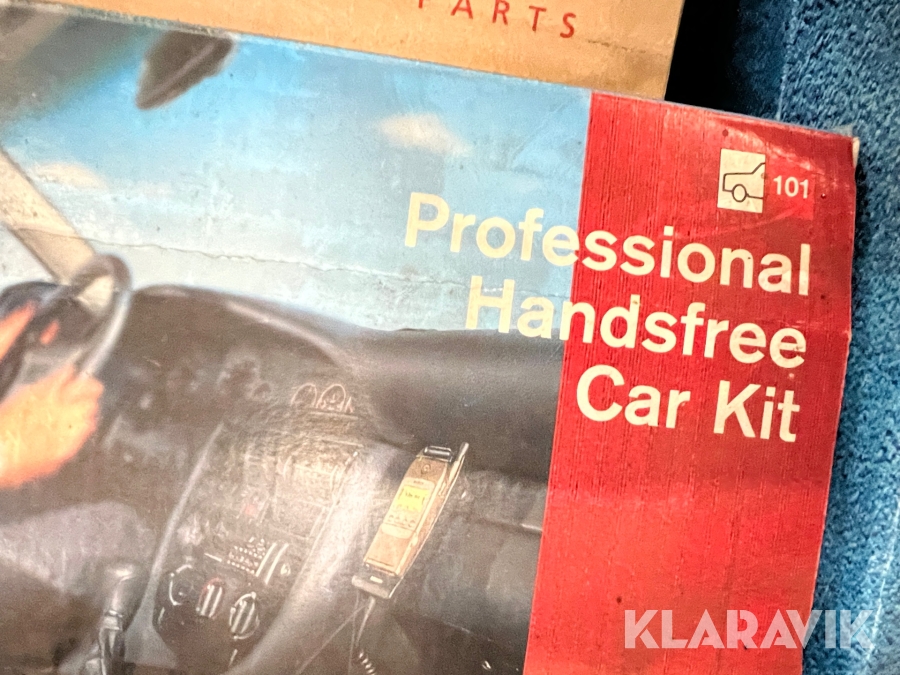 PARTS
101
Professional
Handsfree
Car Kit
KLARAVIK